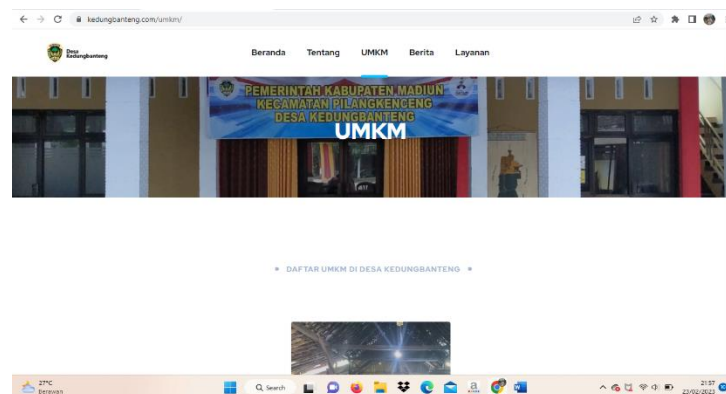 kedungbanteng.com/umkm/
Desa
Kedungbanteng
Beranda Tentang UMKM Berita Layanan
PEMERINTAH KABUPATEN MADIUN
KECAMATAN PILANGKENCENG
DESA KEDUNGBANTENG
UMKM
DAFTAR UMKM DI DESA KEDUNGBANTENG
27°C
Berawan
Search
21:57
23/02/2023